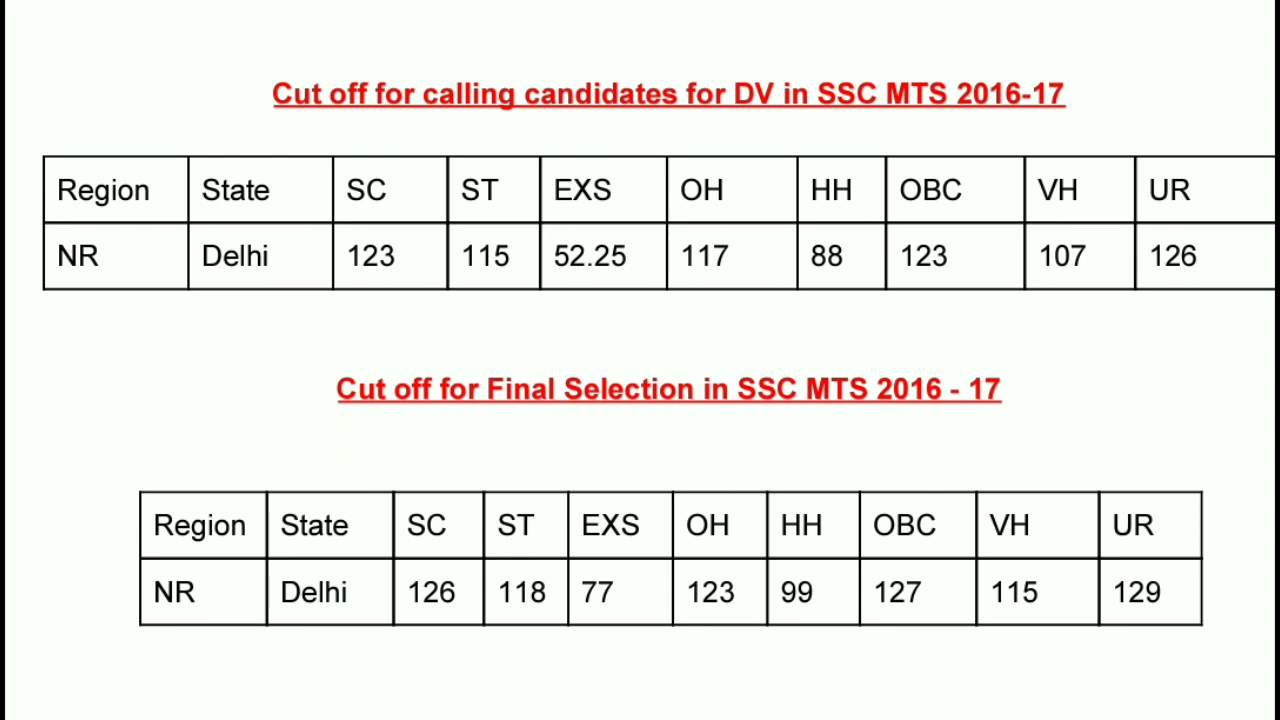 Cut off for calling candidates for DV in SSC MTS 2016-17
Region State SC ST EXS OH HH OBC VH UR
NR Delhi 123 115 52.25 117 88 123 107 126
Cut off for Final Selection in SSC MTS 2016 - 17
Region State SC ST EXS OH HH OBC VH UR
NR Delhi 126 118 77 123 99 127 115 129